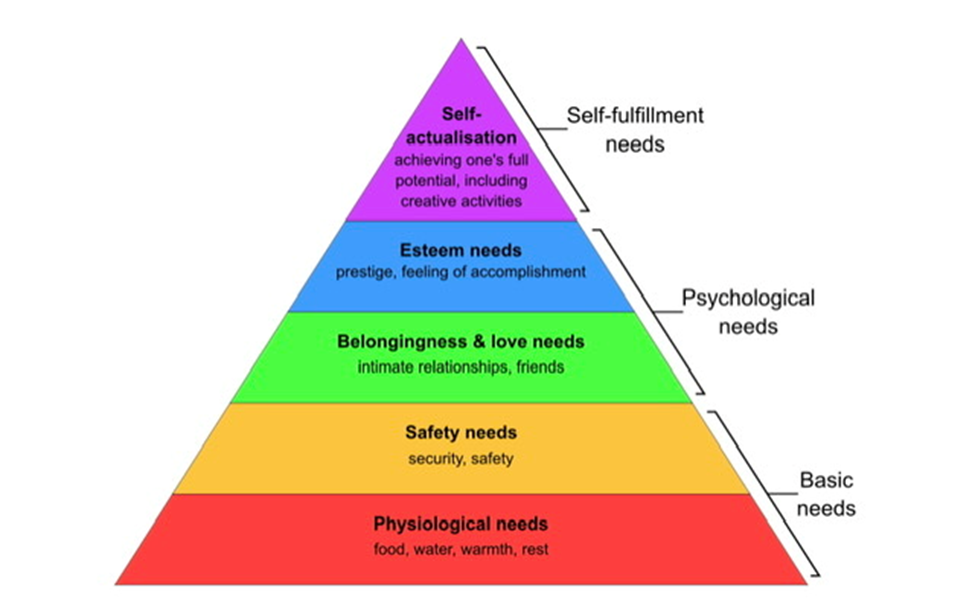 Self-
actualisation
achieving one's full
potential, including
creative activities
Self-fulfillment
needs
Esteem needs
prestige, feeling of accomplishment
Psychological
needs
Belongingness & love needs
intimate relationships, friends
Safety needs
security, safety
Basic
needs
Physiological needs
food, water, warmth, rest